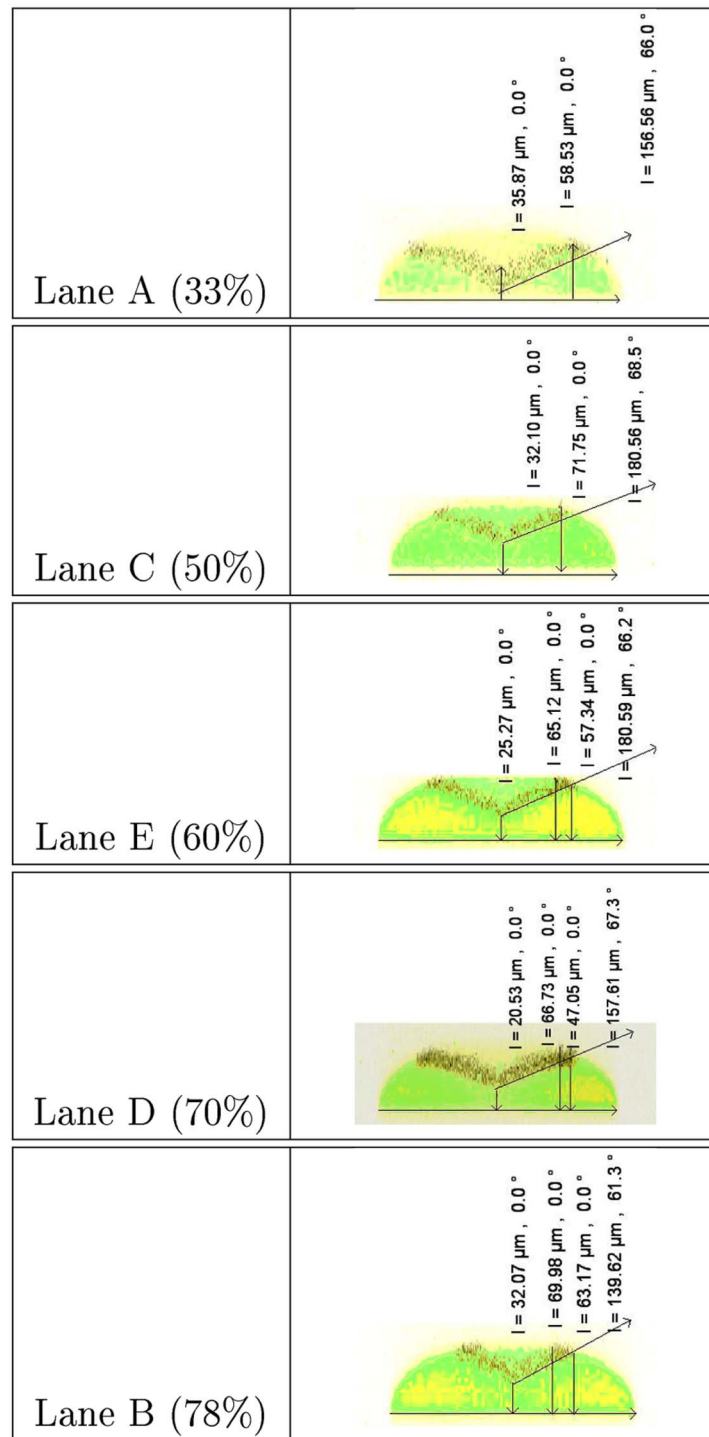 Lane A (33%)
l = 35.87 µm , 0.0 °
l = 58.53 µm , 0.0 °
l = 156.56 µm , 66.0 °
Lane C (50%)
l = 32.10 µm , 0.0 °
l = 71.75 µm , 0.0 °
l = 180.56 µm , 68.5 °
Lane E (60%)
l = 25.27 µm , 0.0 °
l = 65.12 µm , 0.0 °
l = 57.34 µm , 0.0 °
l = 180.59 µm , 66.2 °
Lane D (70%)
l = 20.53 µm , 0.0 °
l = 66.73 µm , 0.0 °
l = 47.05 µm , 0.0 °
l = 157.61 µm , 67.3 °
Lane B (78%)
l = 32.07 µm , 0.0 °
l = 69.98 µm , 0.0 °
l = 63.17 µm , 0.0 °
l = 139.62 µm , 61.3 °